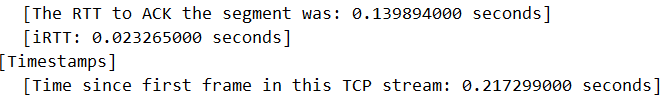 [The RTT to ACK the segment was: 0.139894000 seconds]
[iRTT: 0.023265000 seconds]
[Timestamps]
[Time since first frame in this TCP stream: 0.217299000 seconds]